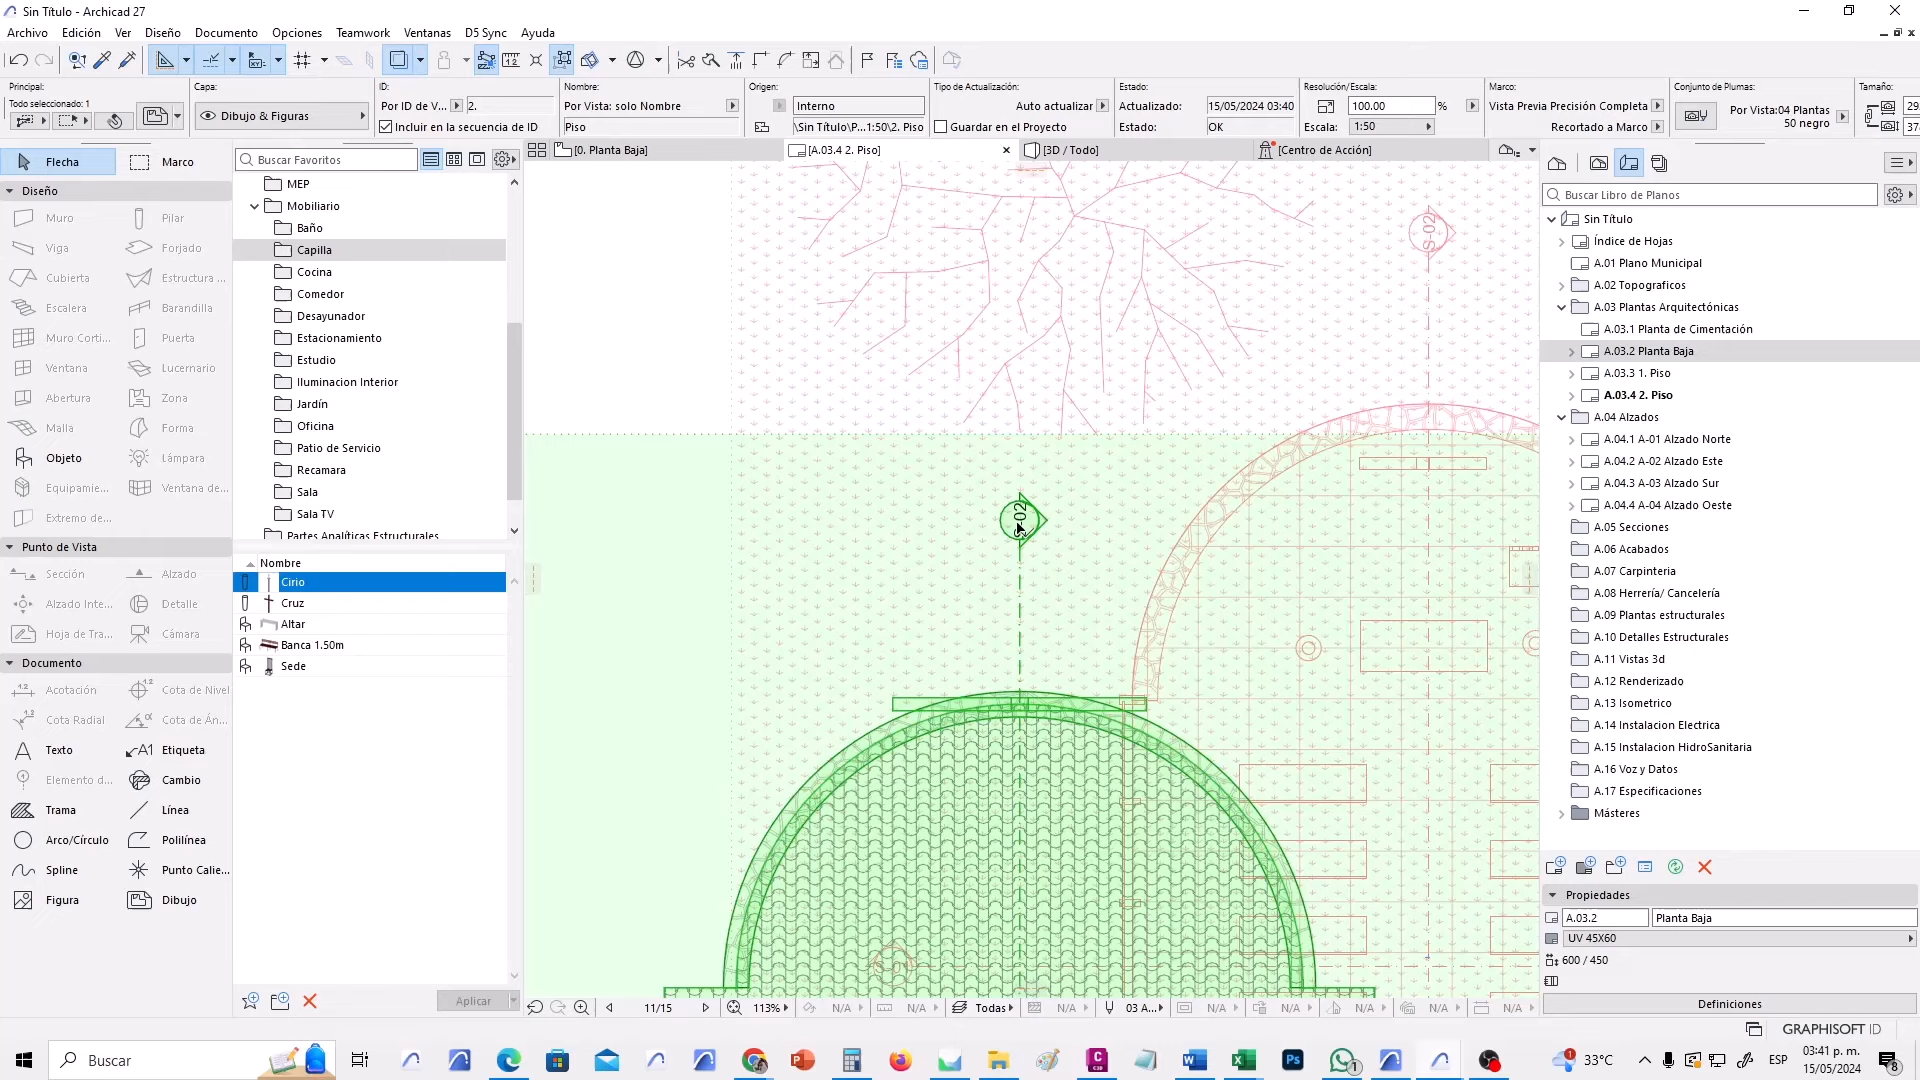 Sin Título - Archicad 27
Archivo Edición Ver Diseño Documento Opciones Teamwork Ventanas D5 Sync Ayuda
Principal: Capa: ID: Nombre: Origen: Tipo de Actualización: Estado: Resolución/Escala: Conjunto de Plumas: Tamaño:
Todo seleccionado: 1
Dibujo & Figuras
Por ID de V... 2.
Incluir en la secuencia de ID
Por Vista: solo Nombre
Piso
Interno
\Sin Título\P...1:50\2. Piso
Auto actualizar
Guardar en el Proyecto
Actualizado: 15/05/2024 03:40
Estado: OK
100.00 %
Escala: 1:50
Vista Previa Precisión Completa
Recortado a Marco
Por Vista:04 Plantas
50 negro
Flecha Marco
Diseño
Muro Pilar
Viga Forjado
Cubierta Estructura ...
Escalera Barandilla
Muro Corti... Puerta
Ventana Lucernario
Abertura Zona
Malla Forma
Objeto Lámpara
Equipamie... Ventana de...
Extremo de...
Punto de Vista
Sección Alzado
Alzado Inte... Detalle
Hoja de Tra... Cámara
Documento
Acotación Cota de Nivel
Cota Radial Cota de Án...
Texto Etiqueta
Elemento d... Cambio
Trama Línea
Arco/Círculo Polilínea
Spline Punto Calie...
Figura Dibujo
Buscar Favoritos
MEP
Mobiliario
Baño
Capilla
Cocina
Comedor
Desayunador
Estacionamiento
Estudio
Iluminacion Interior
Jardín
Oficina
Patio de Servicio
Recamara
Sala
Sala TV
Partes Analíticas Estructurales
Nombre
Cirio
Cruz
Altar
Banca 1.50m
Sede
Aplicar
[0. Planta Baja] [A.03.4 2. Piso] [3D / Todo] [Centro de Acción]
S-02
S-02
S-01
11/15 113% N/A N/A Todas N/A 03 A... N/A N/A N/A N/A N/A
Buscar Libro de Planos
Sin Título
Índice de Hojas
A.01 Plano Municipal
A.02 Topograficos
A.03 Plantas Arquitectónicas
A.03.1 Planta de Cimentación
A.03.2 Planta Baja
A.03.3 1. Piso
A.03.4 2. Piso
A.04 Alzados
A.04.1 A-01 Alzado Norte
A.04.2 A-02 Alzado Este
A.04.3 A-03 Alzado Sur
A.04.4 A-04 Alzado Oeste
A.05 Secciones
A.06 Acabados
A.07 Carpinteria
A.08 Herrería/ Cancelería
A.09 Plantas estructurales
A.10 Detalles Estructurales
A.11 Vistas 3d
A.12 Renderizado
A.13 Isometrico
A.14 Instalacion Electrica
A.15 Instalacion HidroSanitaria
A.16 Voz y Datos
A.17 Especificaciones
Másteres
Propiedades
A.03.2 Planta Baja
UV 45X60
600 / 450
Definiciones
GRAPHISOFT ID
Buscar
33°C
ESP
03:41 p. m.
15/05/2024
8